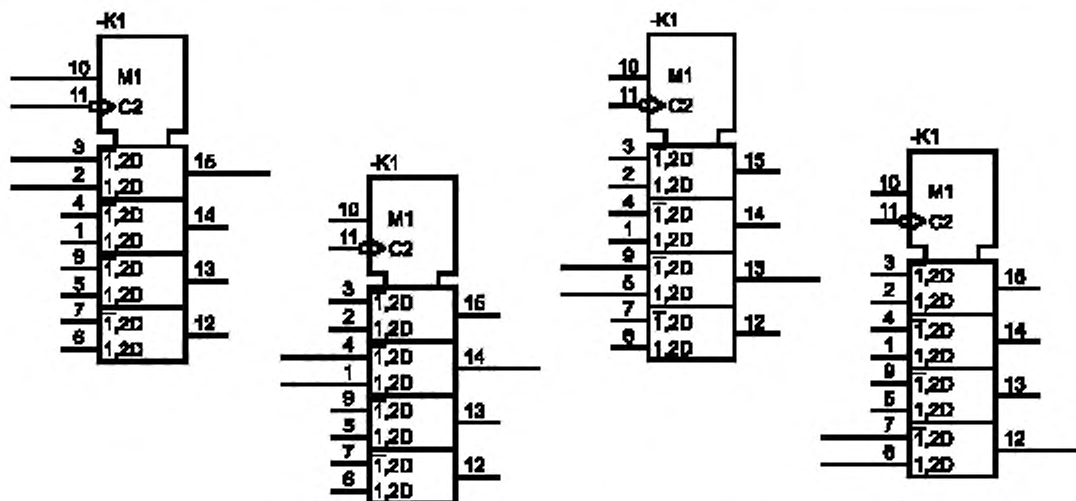 -K1
10 M1
11 C2
3 1̅,2D 15
2 1,2D
4 1̅,2D 14
1 1,2D
9 1̅,2D 13
5 1,2D
7 1̅,2D 12
6 1,2D
-K1
10 M1
11 C2
3 1̅,2D 15
2 1,2D
4 1̅,2D 14
1 1,2D
9 1̅,2D 13
5 1,2D
7 1̅,2D 12
6 1,2D
-K1
10 M1
11 C2
3 1̅,2D 15
2 1,2D
4 1̅,2D 14
1 1,2D
9 1̅,2D 13
5 1,2D
7 1̅,2D 12
6 1,2D
-K1
10 M1
11 C2
3 1̅,2D 15
2 1,2D
4 1̅,2D 14
1 1,2D
9 1̅,2D 13
5 1,2D
7 1̅,2D 12
6 1,2D